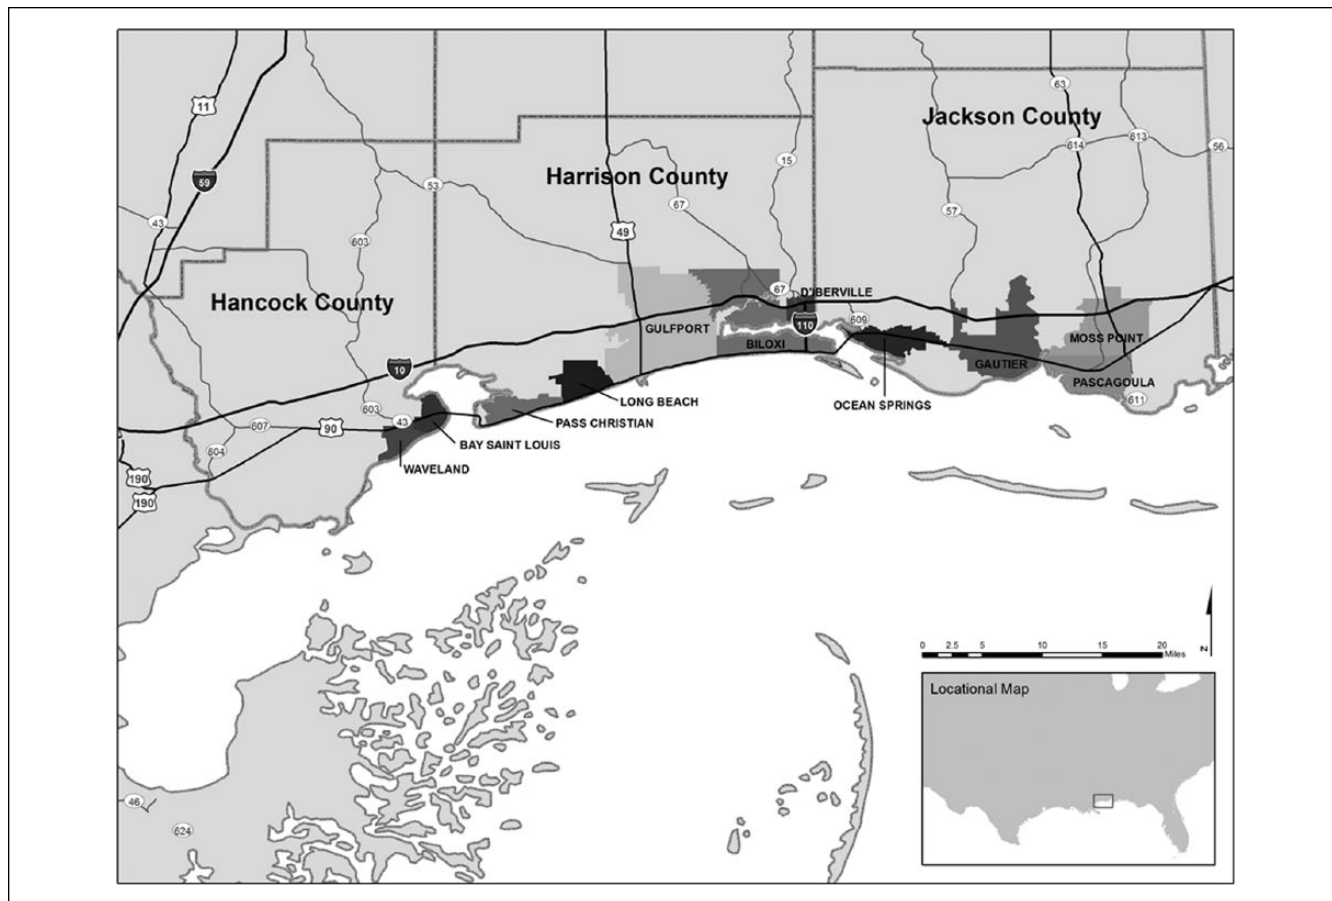 63
11
Jackson County
613
614
56
15
Harrison County
59
53
67
57
43
603
49
Hancock County
67
D'IBERVILLE
609
110
GULFPORT
BILOXI
MOSS POINT
GAUTIER
10
PASCAGOULA
611
LONG BEACH
OCEAN SPRINGS
603
43
PASS CHRISTIAN
607
90
BAY SAINT LOUIS
604
WAVELAND
190
190
0 2.5 5 10 15 20
Miles
N
Locational Map
46
624